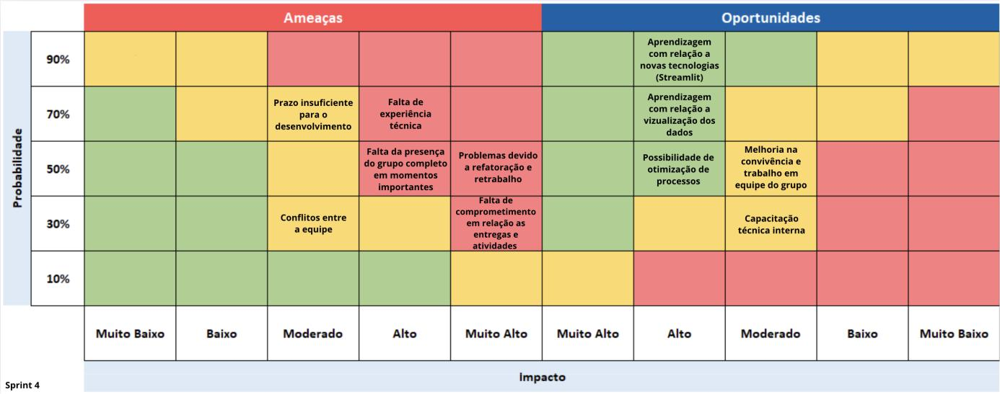 Ameaças
Oportunidades
Probabilidade
90%
Aprendizagem
com relação a
novas tecnologias
(Streamlit)
70%
Prazo insuficiente
para o
desenvolvimento
Falta de
experiência
técnica
Aprendizagem
com relação a
vizualização dos
dados
50%
Falta da presença
do grupo completo
em momentos
importantes
Problemas devido
a refatoração e
retrabalho
Possibilidade de
otimização de
processos
Melhoria na
convivência e
trabalho em
equipe do grupo
30%
Conflitos entre
a equipe
Falta de
comprometimento
em relação as
entregas e
atividades
Capacitação
técnica interna
10%
Muito Baixo
Baixo
Moderado
Alto
Muito Alto
Muito Alto
Alto
Moderado
Baixo
Muito Baixo
Impacto
Sprint 4